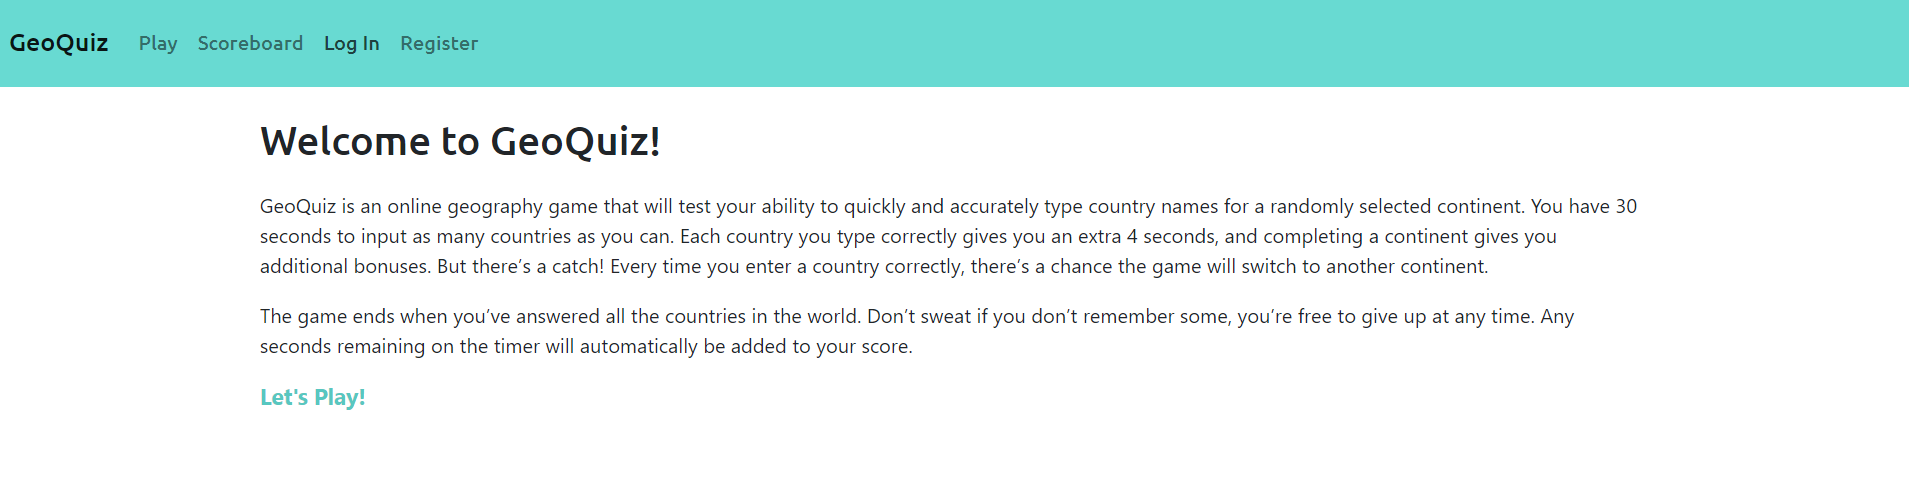 GeoQuiz Play Scoreboard Log In Register
Welcome to GeoQuiz!
GeoQuiz is an online geography game that will test your ability to quickly and accurately type country names for a randomly selected continent. You have 30
seconds to input as many countries as you can. Each country you type correctly gives you an extra 4 seconds, and completing a continent gives you
additional bonuses. But there’s a catch! Every time you enter a country correctly, there’s a chance the game will switch to another continent.
The game ends when you’ve answered all the countries in the world. Don’t sweat if you don’t remember some, you’re free to give up at any time. Any
seconds remaining on the timer will automatically be added to your score.
Let's Play!